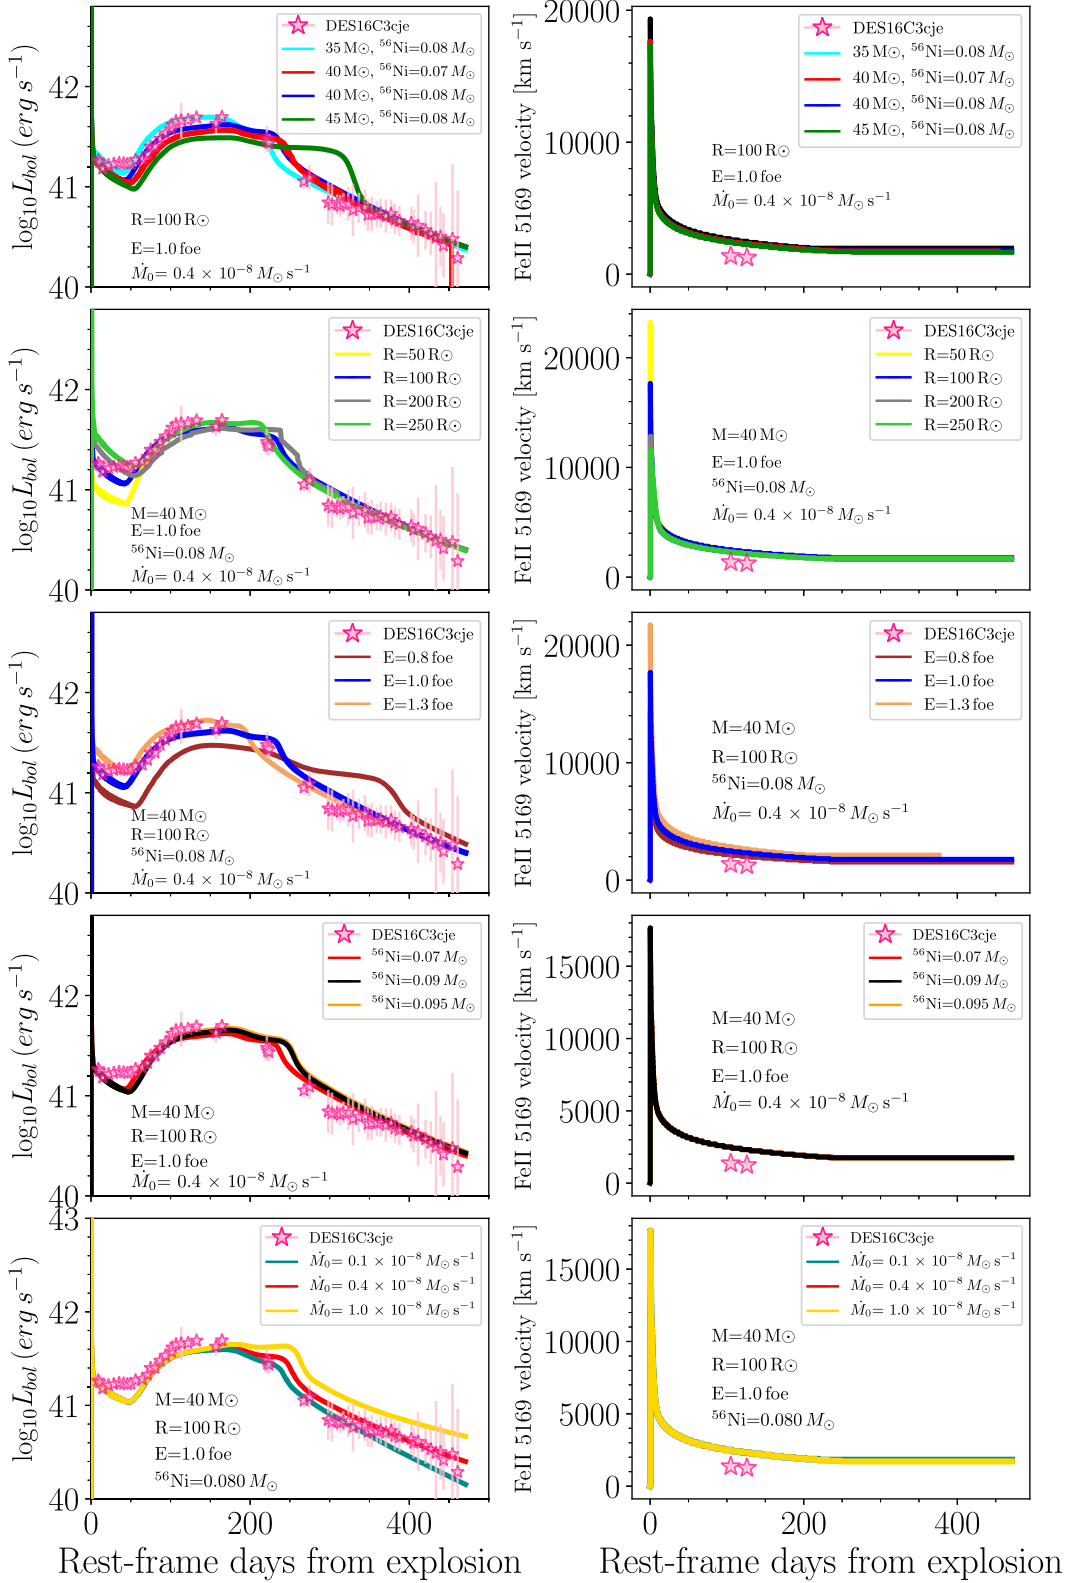 DES16C3cje
35 M⊙, ⁵⁶Ni=0.08 M⊙
40 M⊙, ⁵⁶Ni=0.07 M⊙
40 M⊙, ⁵⁶Ni=0.08 M⊙
45 M⊙, ⁵⁶Ni=0.08 M⊙
R=100 R⊙
E=1.0 foe
Ṁ₀= 0.4 × 10⁻⁸ M⊙ s⁻¹
42
41
40
log₁₀L_bol (erg s⁻¹)
DES16C3cje
35 M⊙, ⁵⁶Ni=0.08 M⊙
40 M⊙, ⁵⁶Ni=0.07 M⊙
40 M⊙, ⁵⁶Ni=0.08 M⊙
45 M⊙, ⁵⁶Ni=0.08 M⊙
R=100 R⊙
E=1.0 foe
Ṁ₀= 0.4 × 10⁻⁸ M⊙ s⁻¹
20000
10000
0
FeII 5169 velocity [km s⁻¹]
DES16C3cje
R=50 R⊙
R=100 R⊙
R=200 R⊙
R=250 R⊙
M=40 M⊙
E=1.0 foe
⁵⁶Ni=0.08 M⊙
Ṁ₀= 0.4 × 10⁻⁸ M⊙ s⁻¹
42
41
40
log₁₀L_bol (erg s⁻¹)
DES16C3cje
R=50 R⊙
R=100 R⊙
R=200 R⊙
R=250 R⊙
M=40 M⊙
E=1.0 foe
⁵⁶Ni=0.08 M⊙
Ṁ₀= 0.4 × 10⁻⁸ M⊙ s⁻¹
20000
10000
0
FeII 5169 velocity [km s⁻¹]
DES16C3cje
E=0.8 foe
E=1.0 foe
E=1.3 foe
M=40 M⊙
R=100 R⊙
⁵⁶Ni=0.08 M⊙
Ṁ₀= 0.4 × 10⁻⁸ M⊙ s⁻¹
42
41
40
log₁₀L_bol (erg s⁻¹)
DES16C3cje
E=0.8 foe
E=1.0 foe
E=1.3 foe
M=40 M⊙
R=100 R⊙
⁵⁶Ni=0.08 M⊙
Ṁ₀= 0.4 × 10⁻⁸ M⊙ s⁻¹
20000
10000
0
FeII 5169 velocity [km s⁻¹]
DES16C3cje
⁵⁶Ni=0.07 M⊙
⁵⁶Ni=0.09 M⊙
⁵⁶Ni=0.095 M⊙
M=40 M⊙
R=100 R⊙
E=1.0 foe
Ṁ₀= 0.4 × 10⁻⁸ M⊙ s⁻¹
42
41
40
log₁₀L_bol (erg s⁻¹)
DES16C3cje
⁵⁶Ni=0.07 M⊙
⁵⁶Ni=0.09 M⊙
⁵⁶Ni=0.095 M⊙
M=40 M⊙
R=100 R⊙
E=1.0 foe
Ṁ₀= 0.4 × 10⁻⁸ M⊙ s⁻¹
15000
10000
5000
0
FeII 5169 velocity [km s⁻¹]
DES16C3cje
Ṁ₀= 0.1 × 10⁻⁸ M⊙ s⁻¹
Ṁ₀= 0.4 × 10⁻⁸ M⊙ s⁻¹
Ṁ₀= 1.0 × 10⁻⁸ M⊙ s⁻¹
M=40 M⊙
R=100 R⊙
E=1.0 foe
⁵⁶Ni=0.080 M⊙
43
42
41
40
log₁₀L_bol (erg s⁻¹)
0 200 400
Rest-frame days from explosion
DES16C3cje
Ṁ₀= 0.1 × 10⁻⁸ M⊙ s⁻¹
Ṁ₀= 0.4 × 10⁻⁸ M⊙ s⁻¹
Ṁ₀= 1.0 × 10⁻⁸ M⊙ s⁻¹
M=40 M⊙
R=100 R⊙
E=1.0 foe
⁵⁶Ni=0.080 M⊙
15000
10000
5000
0
FeII 5169 velocity [km s⁻¹]
0 200 400
Rest-frame days from explosion